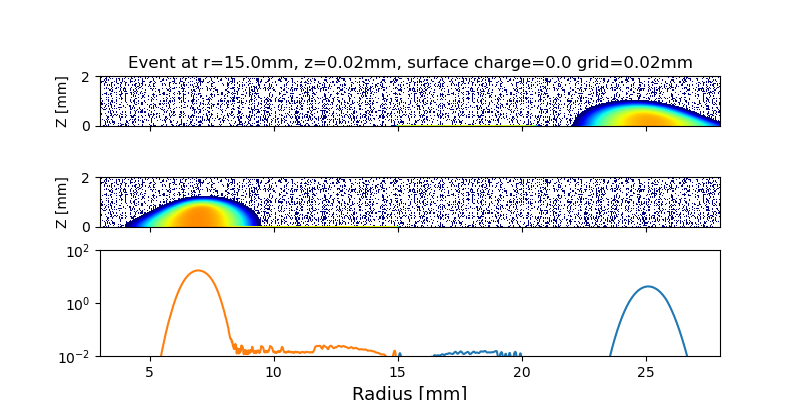 Event at r=15.0mm, z=0.02mm, surface charge=0.0 grid=0.02mm
2
Z [mm]
0
2
Z [mm]
0
10²
10⁰
10⁻²
5 10 15 20 25
Radius [mm]